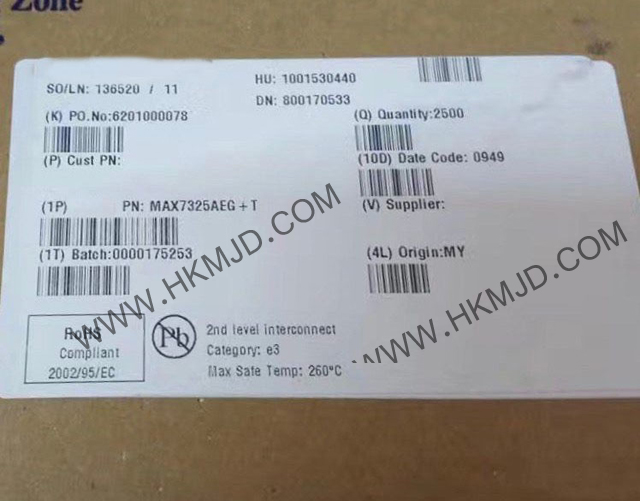 Zone
SO/LN: 136520 / 11
HU: 1001530440
DN: 800170533
(K) PO.No:6201000078
(Q) Quantity:2500
(P) Cust PN:
(10D) Date Code: 0949
(1P) PN: MAX7325AEG+T
(V) Supplier:
(1T) Batch:0000175253
(4L) Origin:MY
RoHS
Compliant
2002/95/EC
Pb
2nd level interconnect
Category: e3
Max Safe Temp: 260°C
WWW.HKMJD.COM
WWW.HKMJD.COM